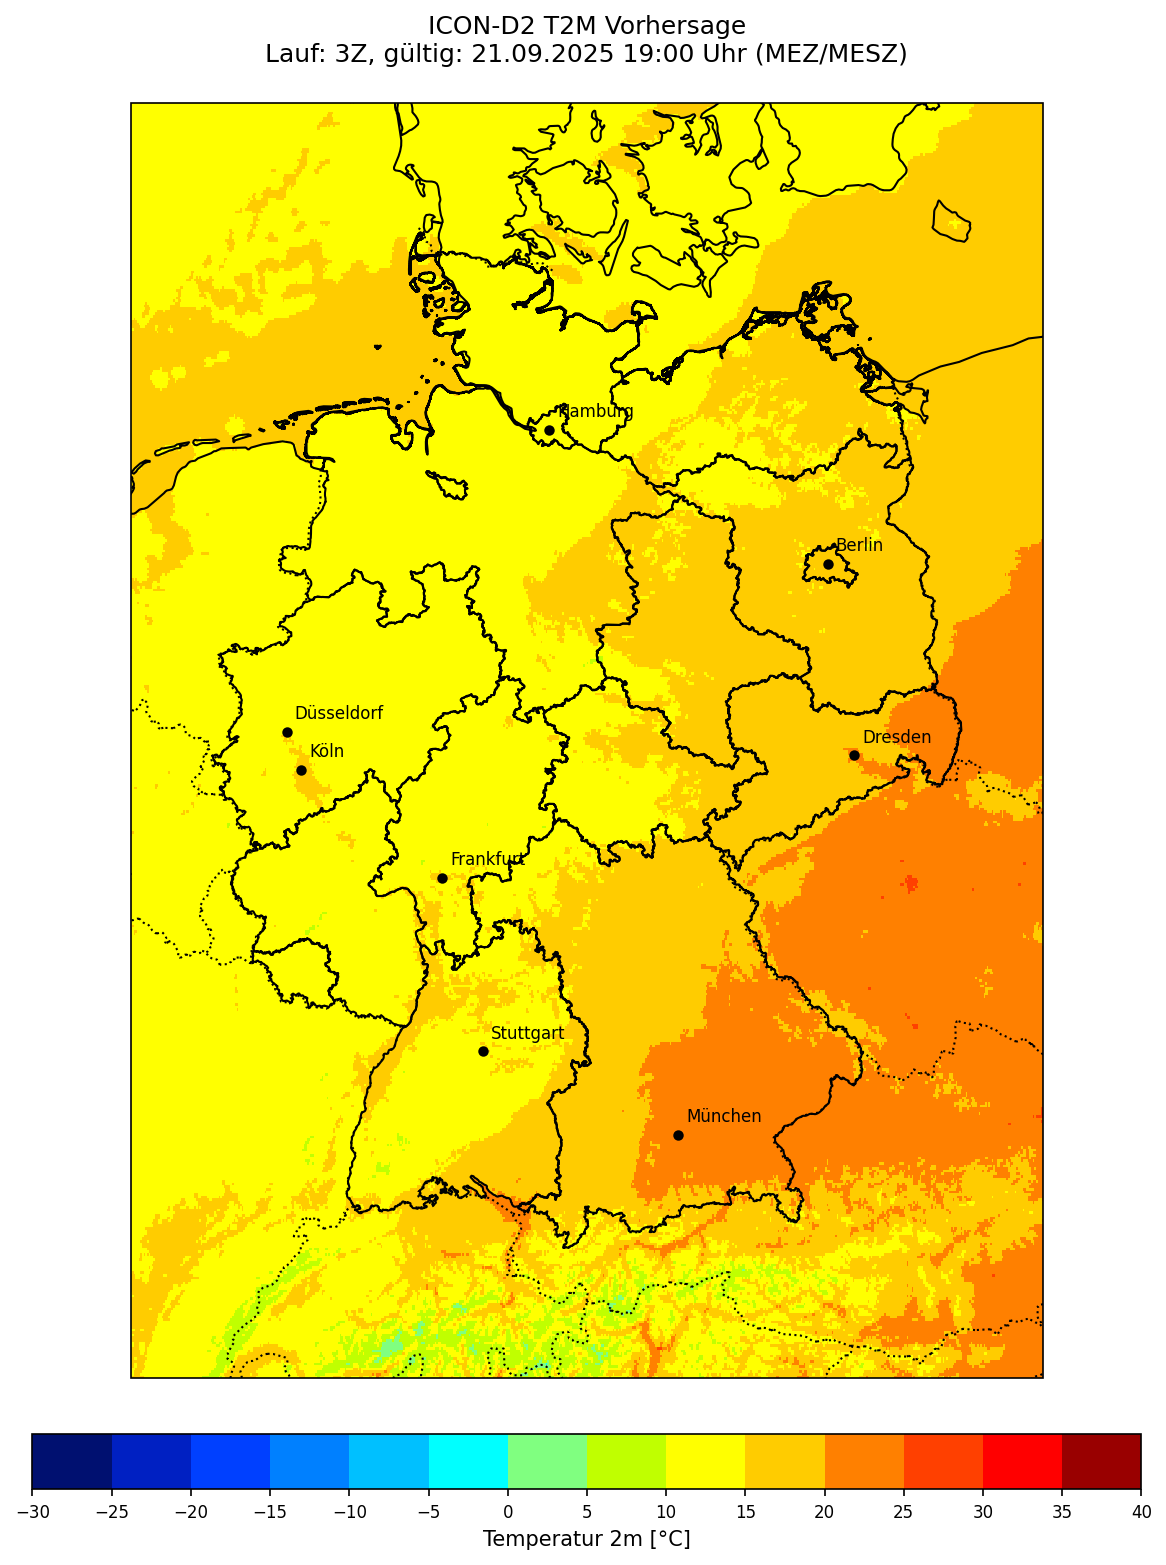 ICON-D2 T2M Vorhersage
Lauf: 3Z, gültig: 21.09.2025 19:00 Uhr (MEZ/MESZ)
Hamburg
Berlin
Düsseldorf
Dresden
Köln
Frankfurt
Stuttgart
München
−30 −25 −20 −15 −10 −5 0 5 10 15 20 25 30 35 40
Temperatur 2m [°C]